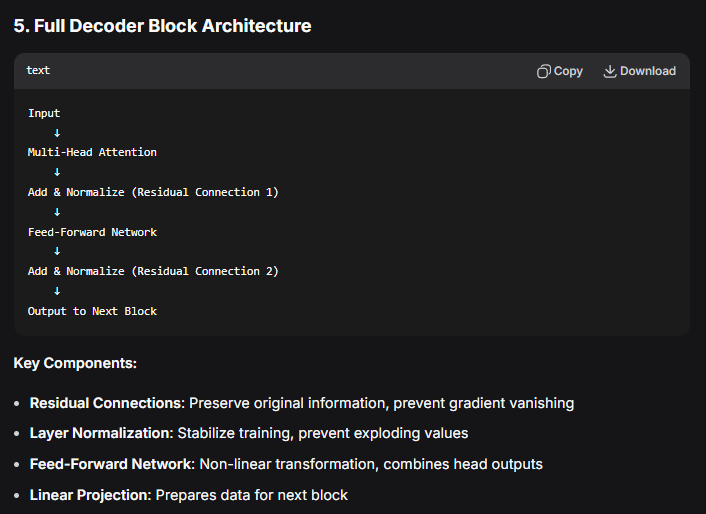 5. Full Decoder Block Architecture
text Copy Download
Input
↓
Multi-Head Attention
↓
Add & Normalize (Residual Connection 1)
↓
Feed-Forward Network
↓
Add & Normalize (Residual Connection 2)
↓
Output to Next Block
Key Components:
• Residual Connections: Preserve original information, prevent gradient vanishing
• Layer Normalization: Stabilize training, prevent exploding values
• Feed-Forward Network: Non-linear transformation, combines head outputs
• Linear Projection: Prepares data for next block